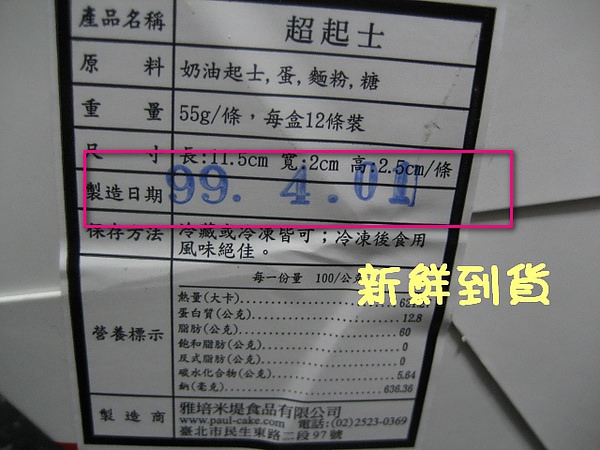 產品名稱 超起士
原料 奶油起士,蛋,麵粉,糖
重量 55g/條,每盒12條裝
尺寸 長:11.5cm 寬:2cm 高:2.5cm/條
製造日期 99. 4. 01
保存方法 冷藏或冷凍皆可;冷凍後食用
風味絕佳。
營養標示
每一份量 100/公克
新鮮到貨
熱量(大卡)
蛋白質(公克) 12.8
脂肪(公克) 60
飽和脂肪(公克) 0
反式脂肪(公克) 0
碳水化合物(公克) 5.64
鈉(毫克) 636.36
製造商 雅培米堤食品有限公司
www.paul-cake.com 電話:(02)2523-0369
臺北市民生東路二段97號